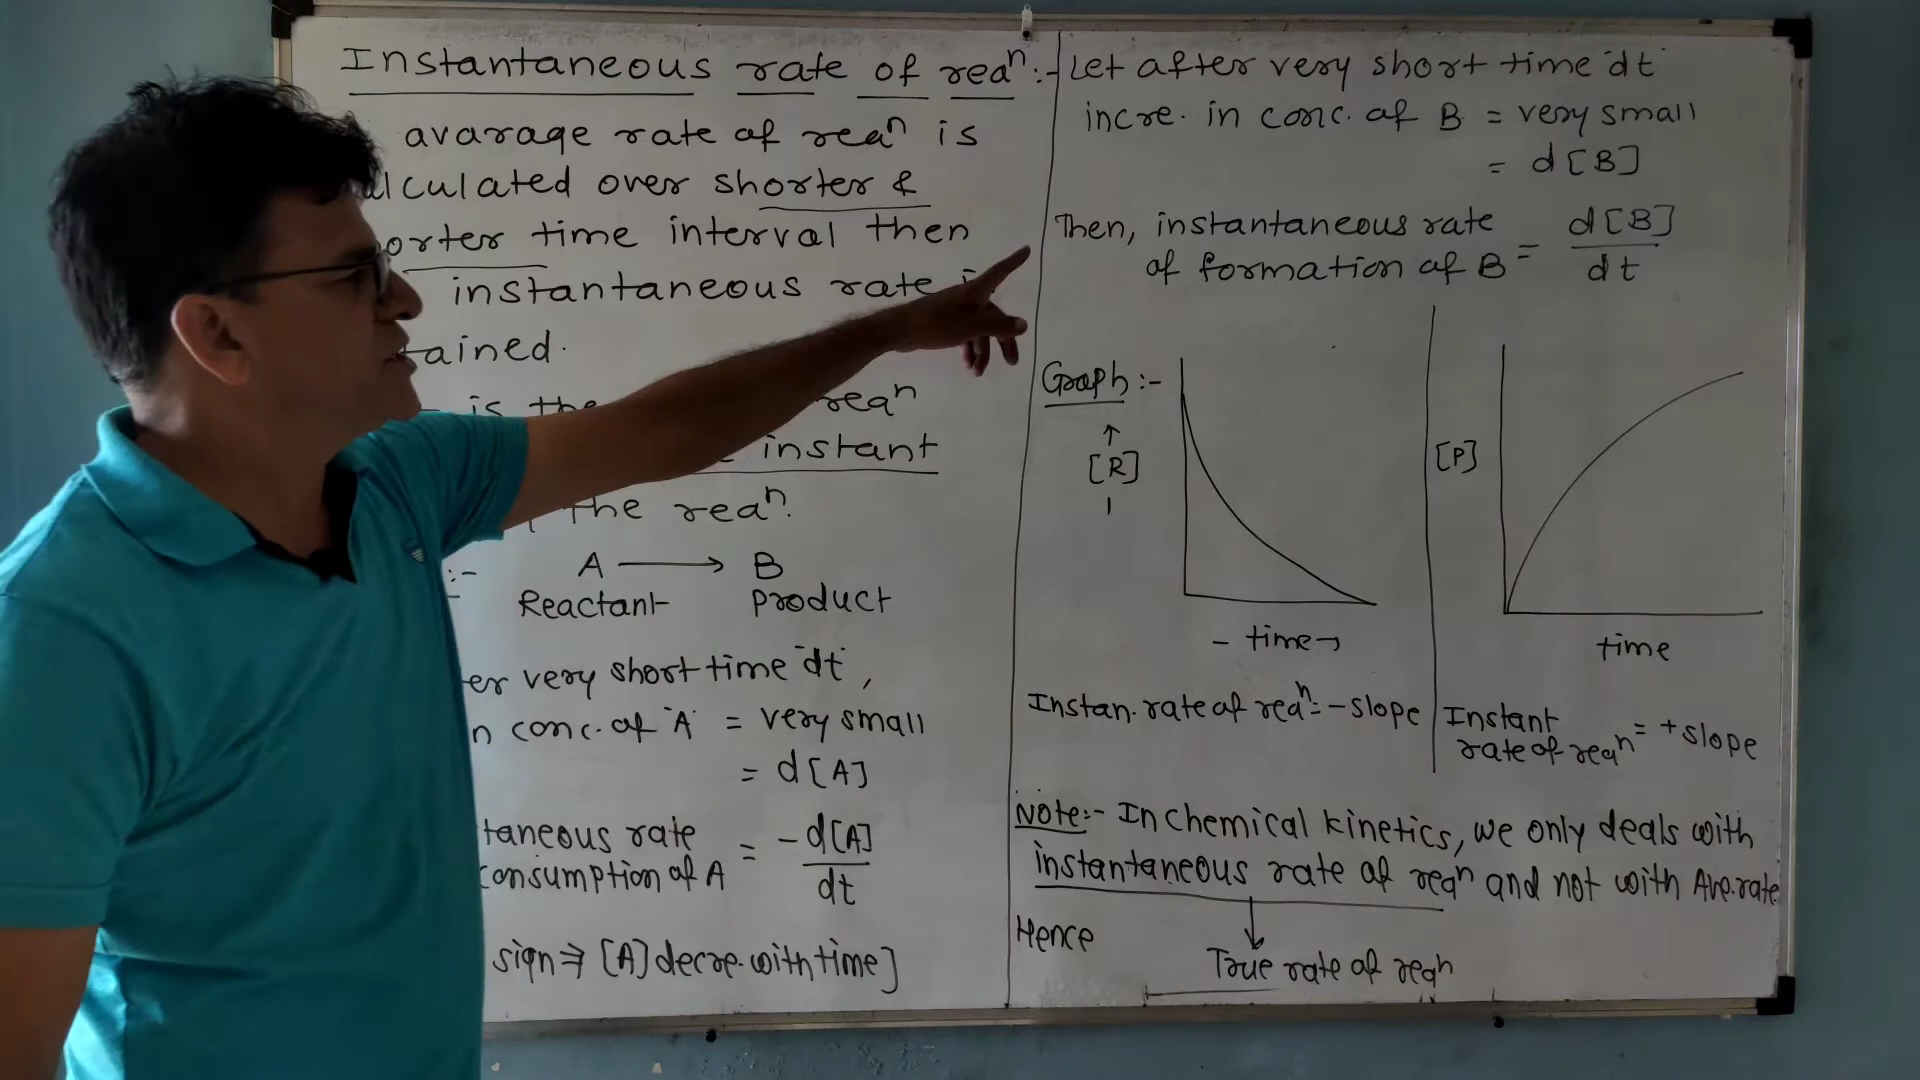 Instantaneous rate of reaⁿ:-
avarage rate of reaⁿ is
lculated over shorter &
orter time interval then
instantaneous rate
tained.
is the reaⁿ
instant
the reaⁿ.
:- A ⟶ B
Reactant Product
er very short time "dt",
n conc. of "A" = very small
= d[A]
taneous rate
consumption of A = -d[A]/dt
sign ⇒ [A] decre. with time]
Let after very short time "dt"
incre. in conc. of B = very small
= d[B]
Then, instantaneous rate
of formation of B = d[B]/dt
Graph:-
↑
[R]
- time →
Instan. rate of reaⁿ = - slope
[P]
time
Instant
rate of reaⁿ = + slope
Note:- In chemical kinetics, we only deals with
instantaneous rate of reaⁿ and not with Ave. rate
↓
Hence
True rate of reaⁿ